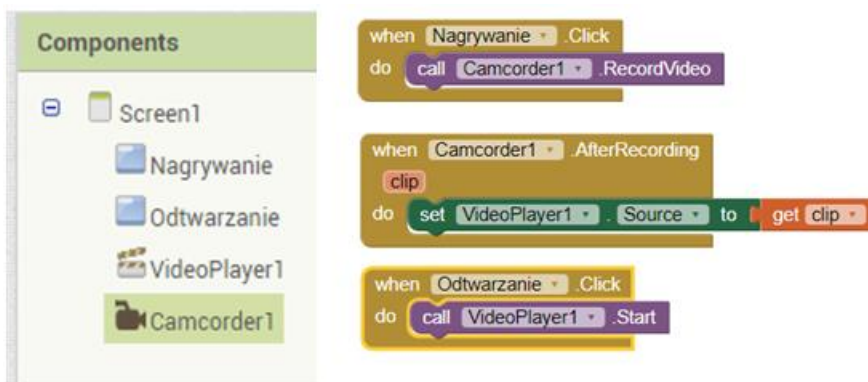 Components
Screen1
Nagrywanie
Odtwarzanie
VideoPlayer1
Camcorder1
when Nagrywanie .Click
do call Camcorder1 .RecordVideo
when Camcorder1 .AfterRecording
clip
do set VideoPlayer1 . Source to get clip
when Odtwarzanie .Click
do call VideoPlayer1 .Start